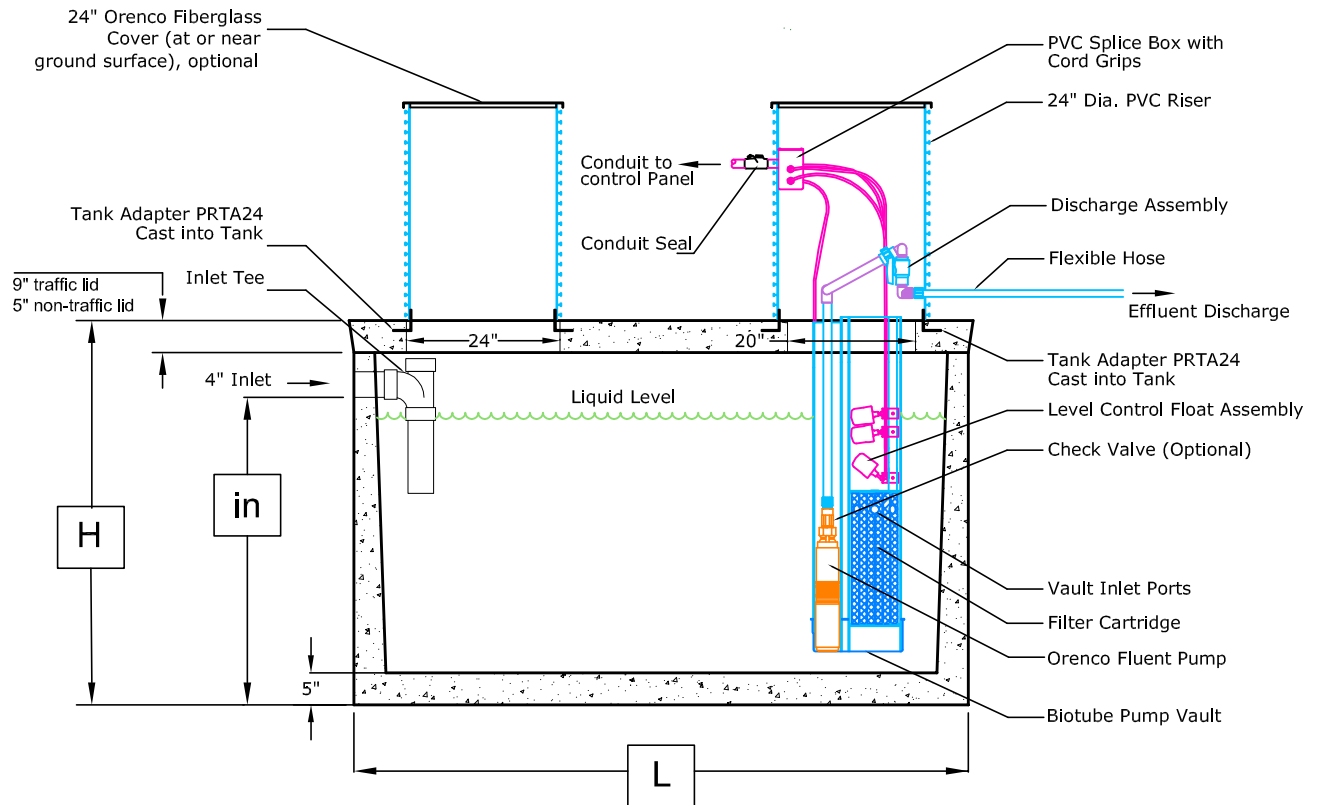 24" Orenco Fiberglass
Cover (at or near
ground surface), optional
PVC Splice Box with
Cord Grips
24" Dia. PVC Riser
Conduit to
control Panel
Tank Adapter PRTA24
Cast into Tank
Conduit Seal
Discharge Assembly
Inlet Tee
Flexible Hose
9" traffic lid
5" non-traffic lid
Effluent Discharge
24"
20"
Tank Adapter PRTA24
Cast into Tank
4" Inlet
Liquid Level
Level Control Float Assembly
Check Valve (Optional)
in
H
Vault Inlet Ports
Filter Cartridge
Orenco Fluent Pump
5"
Biotube Pump Vault
L